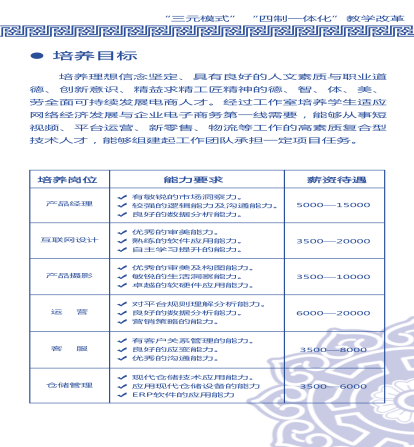 “三元模式” “四制一体化”教学改革
● 培养目标
培养理想信念坚定、具有良好的人文素质与职业道
德、创新意识、精益求精工匠精神的德、智、体、美、
劳全面可持续发展电商人才。经过工作室培养学生适应
网络经济发展与企业电子商务第一线需要，能够从事短
视频、平台运营、新零售、物流等工作的高素质复合型
技术人才，能够组建起工作团队承担一定项目任务。
培养岗位 能力要求 薪资待遇
产品经理
✓ 有敏锐的市场洞察力。
✓ 较强的逻辑能力及沟通能力。
✓ 良好的数据分析能力。
5000—15000
互联网设计
✓ 优秀的审美能力。
✓ 熟练的软件应用能力。
✓ 自主学习提升的能力。
3500—20000
产品摄影
✓ 优秀的审美及构图能力。
✓ 敏锐的生活洞察能力。
✓ 卓越的软硬件应用能力。
3500—10000
运 营
✓ 对平台规则理解分析能力。
✓ 良好的数据分析能力。
✓ 营销策略的能力。
6000—20000
客 服
✓ 有客户关系管理的能力。
✓ 良好的应变能力。
✓ 优秀的沟通能力。
3500—8000
仓储管理
✓ 现代仓储技术应用能力。
✓ 应用现代仓储设备的能力
✓ ERP软件的应用能力
3500—6000